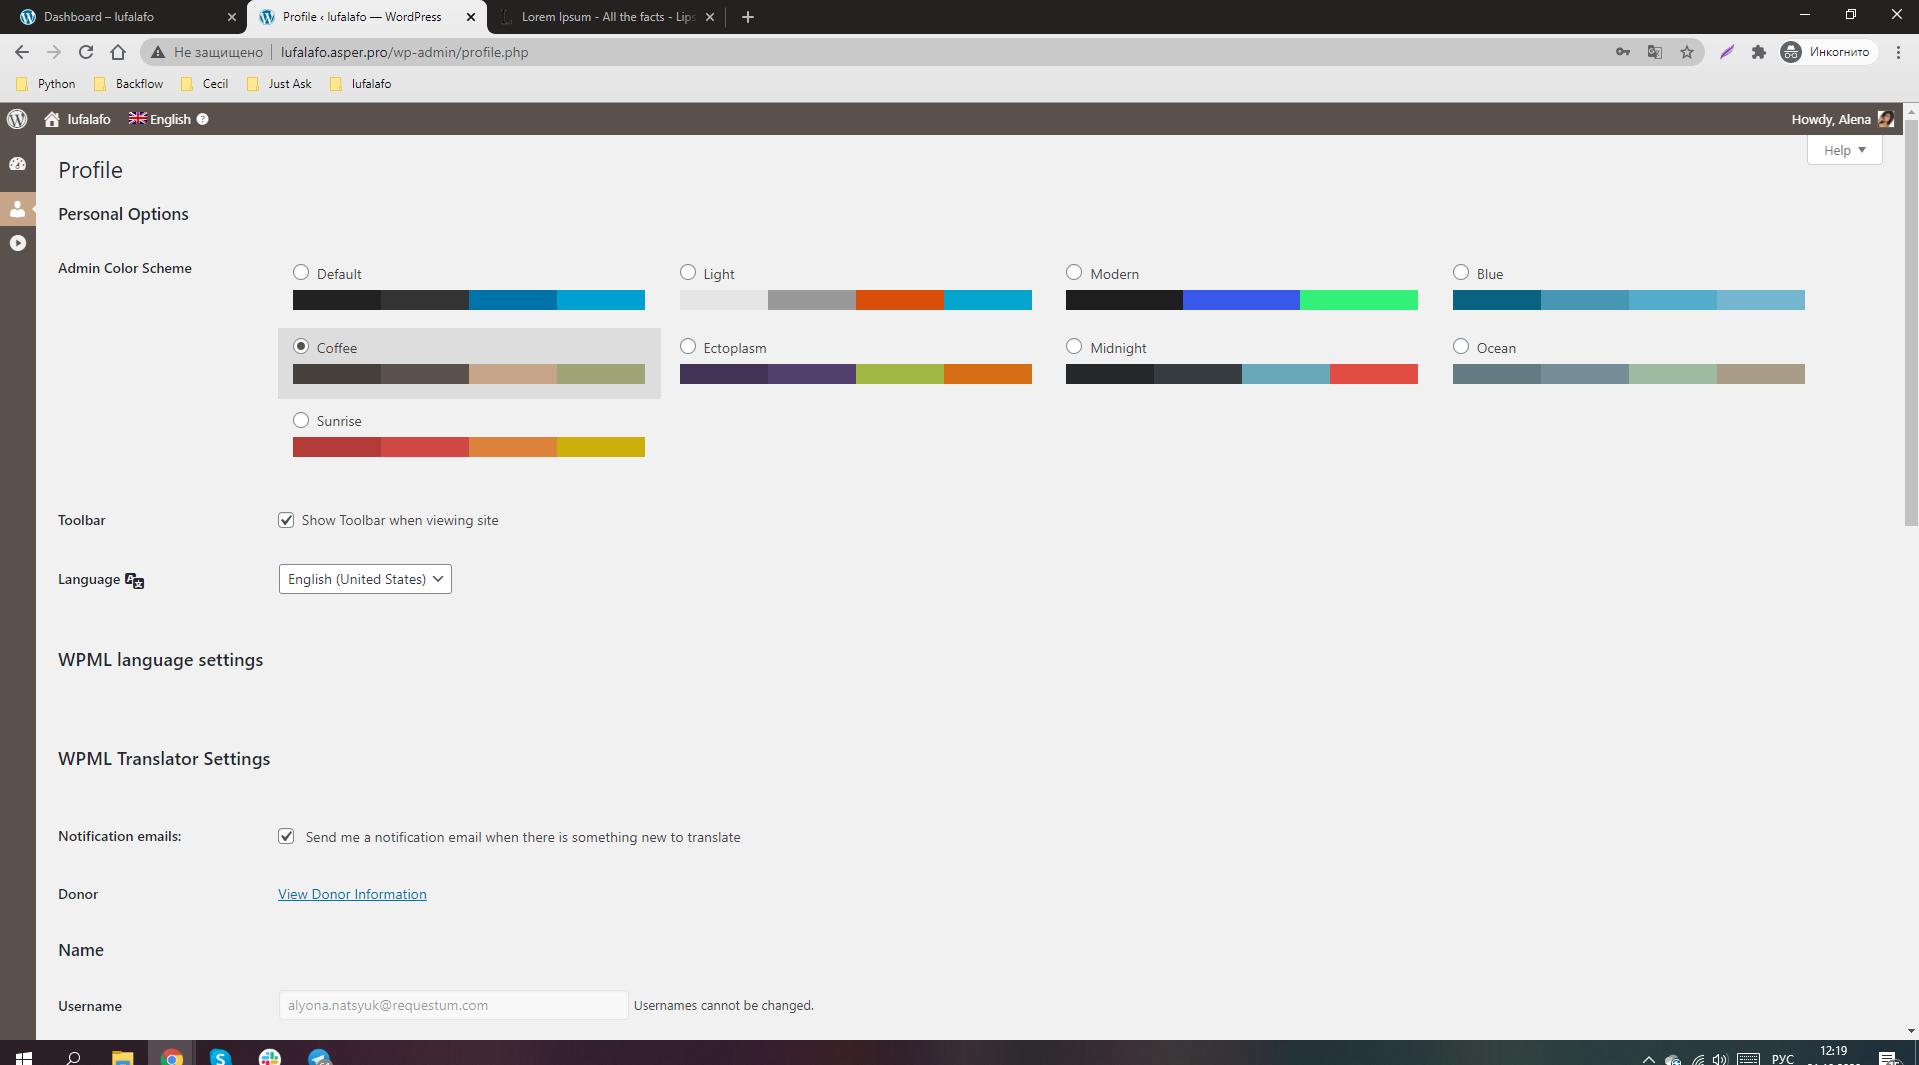 Dashboard – lufalafo
Profile ‹ lufalafo — WordPress
Lorem Ipsum - All the facts - Lips
Не защищено
lufalafo.asper.pro/wp-admin/profile.php
Инкогнито
Python
Backflow
Cecil
Just Ask
lufalafo
lufalafo
English
Howdy, Alena
Help
Profile
Personal Options
Admin Color Scheme
Default
Light
Modern
Blue
Coffee
Ectoplasm
Midnight
Ocean
Sunrise
Toolbar
Show Toolbar when viewing site
Language
English (United States)
WPML language settings
WPML Translator Settings
Notification emails:
Send me a notification email when there is something new to translate
Donor
View Donor Information
Name
Username
alyona.natsyuk@requestum.com
Usernames cannot be changed.
РУС
12:19